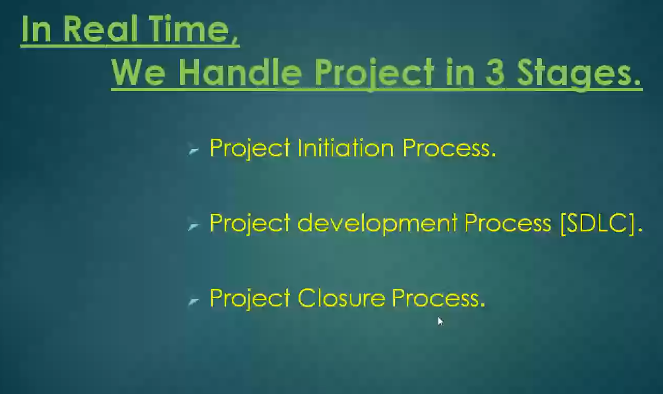 In Real Time,
We Handle Project in 3 Stages.
Project Initiation Process.
Project development Process [SDLC].
Project Closure Process.